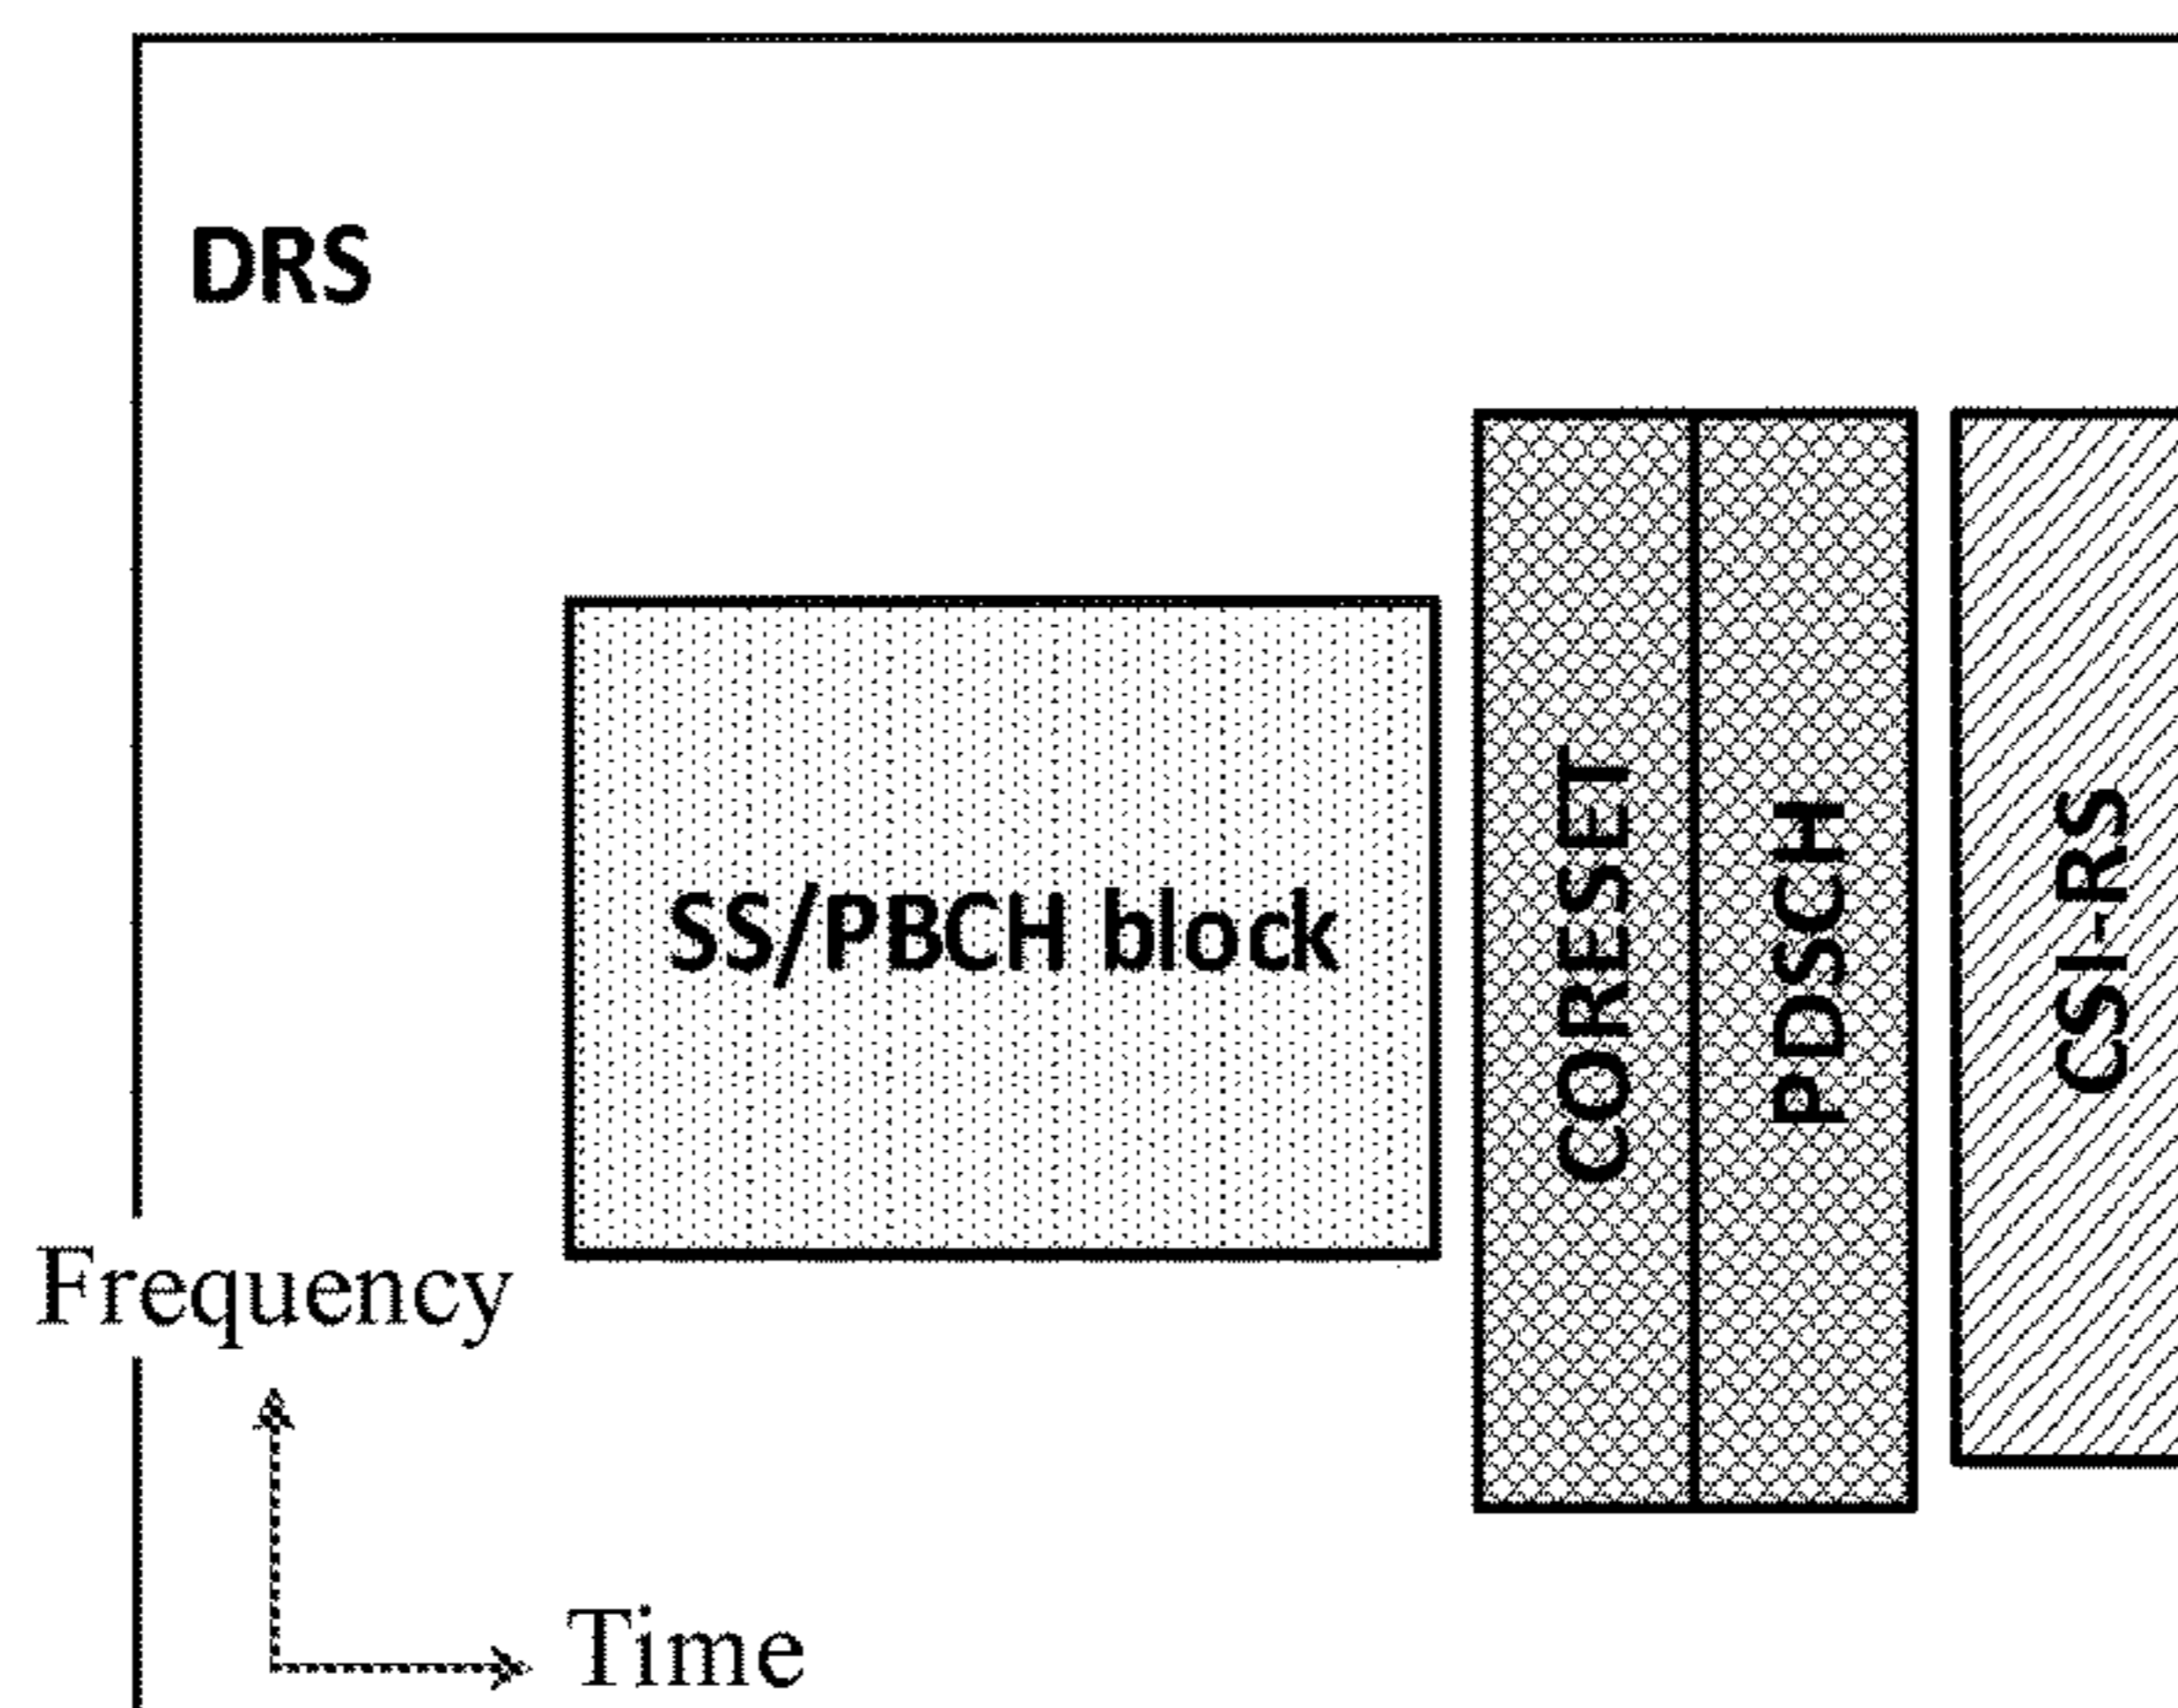 DRS
SS/PBCH block
CORESET
PDSCH
CSI-RS
Frequency
Time